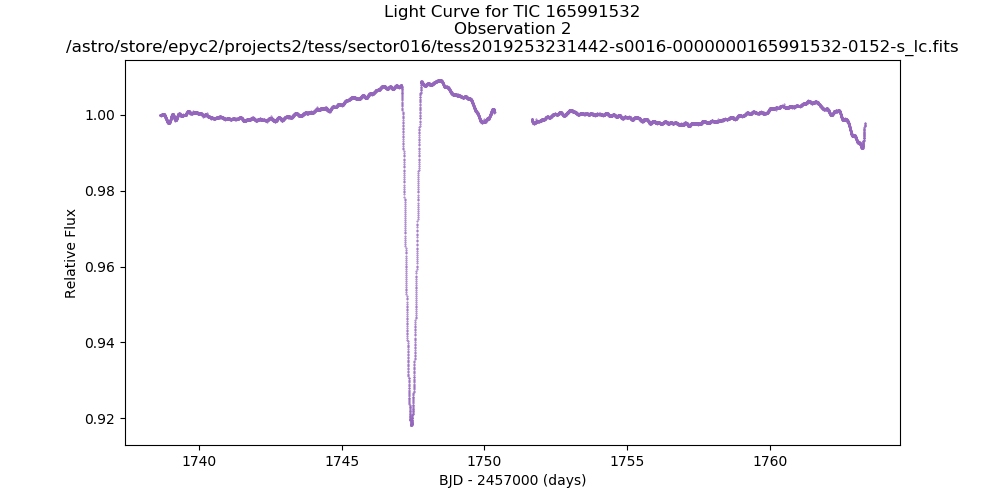 Light Curve for TIC 165991532
Observation 2
/astro/store/epyc2/projects2/tess/sector016/tess2019253231442-s0016-0000000165991532-0152-s_lc.fits
1.00
0.98
0.96
0.94
0.92
Relative Flux
1740
1745
1750
1755
1760
BJD - 2457000 (days)